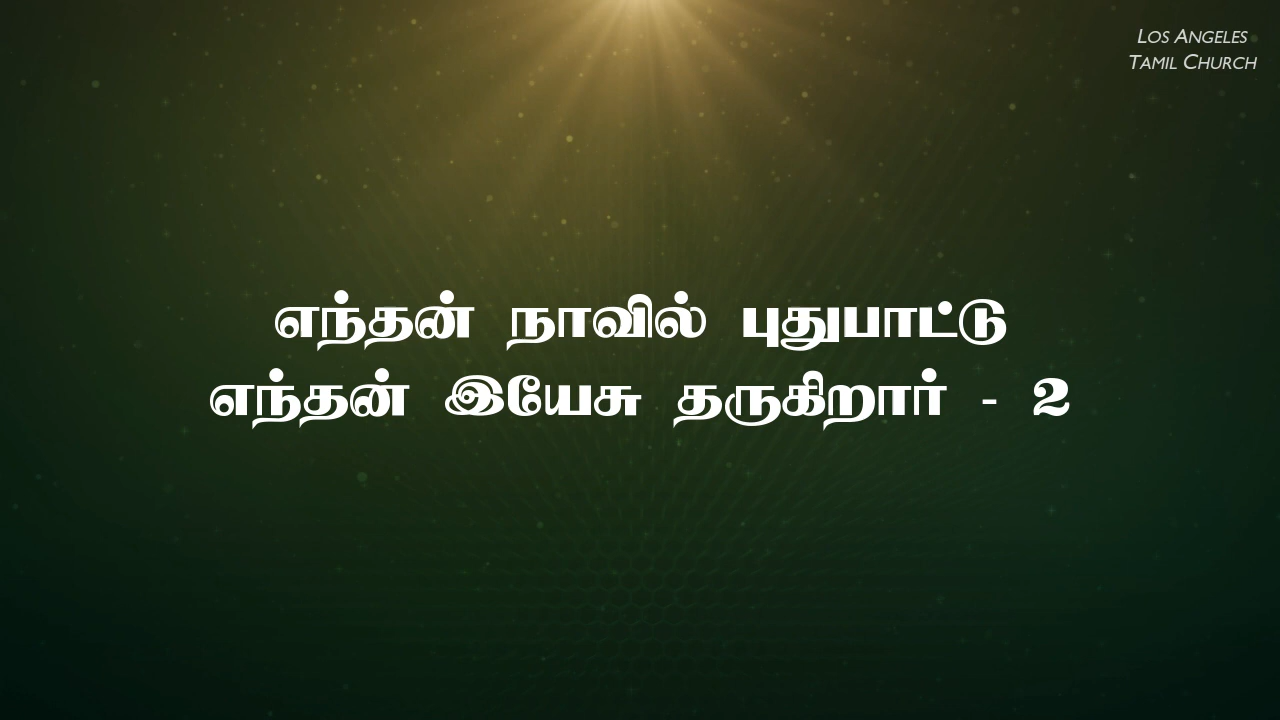 LOS ANGELES
TAMIL CHURCH
எந்தன் நாவில் புதுபாட்டு
எந்தன் இயேசு தருகிறார் - 2